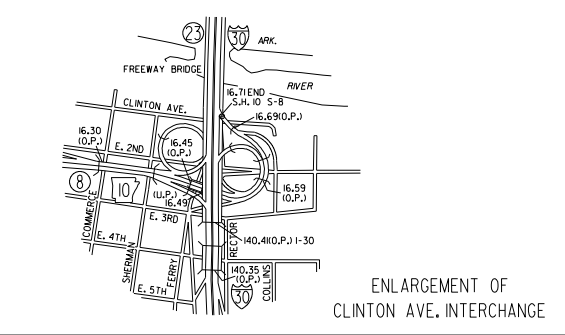 23
30
ARK.
FREEWAY BRIDGE
RIVER
16.71 END
S.H. 10 S-8
CLINTON AVE.
16.69(O.P.)
16.30
(O.P.)
E. 2ND
16.45
(O.P.)
8
10
(U.P.)
16.49
16.59
(O.P.)
COMMERCE
E. 3RD
E. 4TH
RECTOR
140.41(O.P.) I-30
SHERMAN
FERRY
140.35
(O.P.)
COLLINS
E. 5TH
30
ENLARGEMENT OF
CLINTON AVE. INTERCHANGE